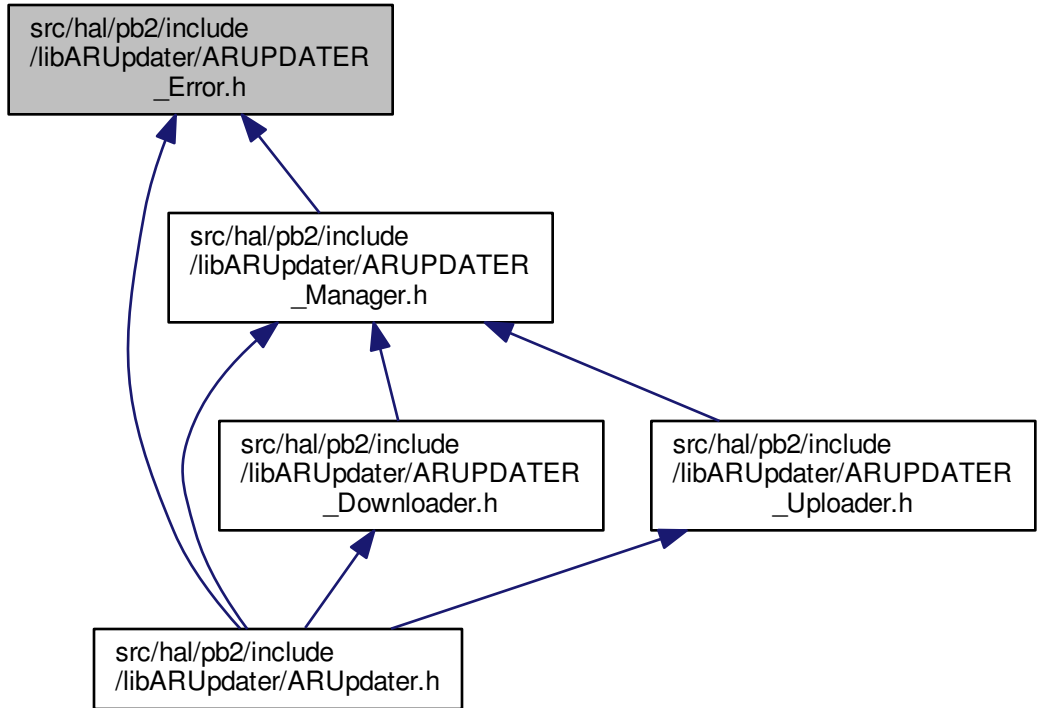 src/hal/pb2/include
/libARUpdater/ARUPDATER
_Error.h
src/hal/pb2/include
/libARUpdater/ARUPDATER
_Manager.h
src/hal/pb2/include
/libARUpdater/ARUPDATER
_Downloader.h
src/hal/pb2/include
/libARUpdater/ARUPDATER
_Uploader.h
src/hal/pb2/include
/libARUpdater/ARUpdater.h